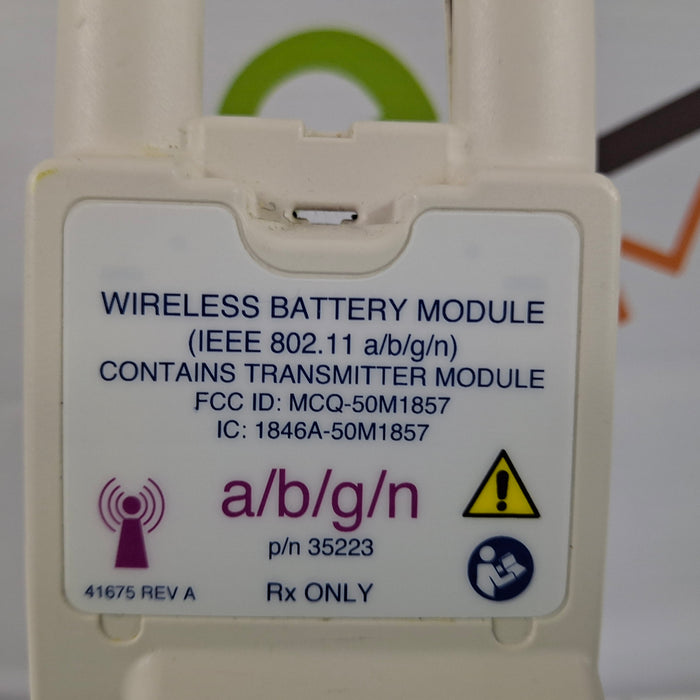 WIRELESS BATTERY MODULE
(IEEE 802.11 a/b/g/n)
CONTAINS TRANSMITTER MODULE
FCC ID: MCQ-50M1857
IC: 1846A-50M1857
a/b/g/n
p/n 35223
41675 REV A
Rx ONLY